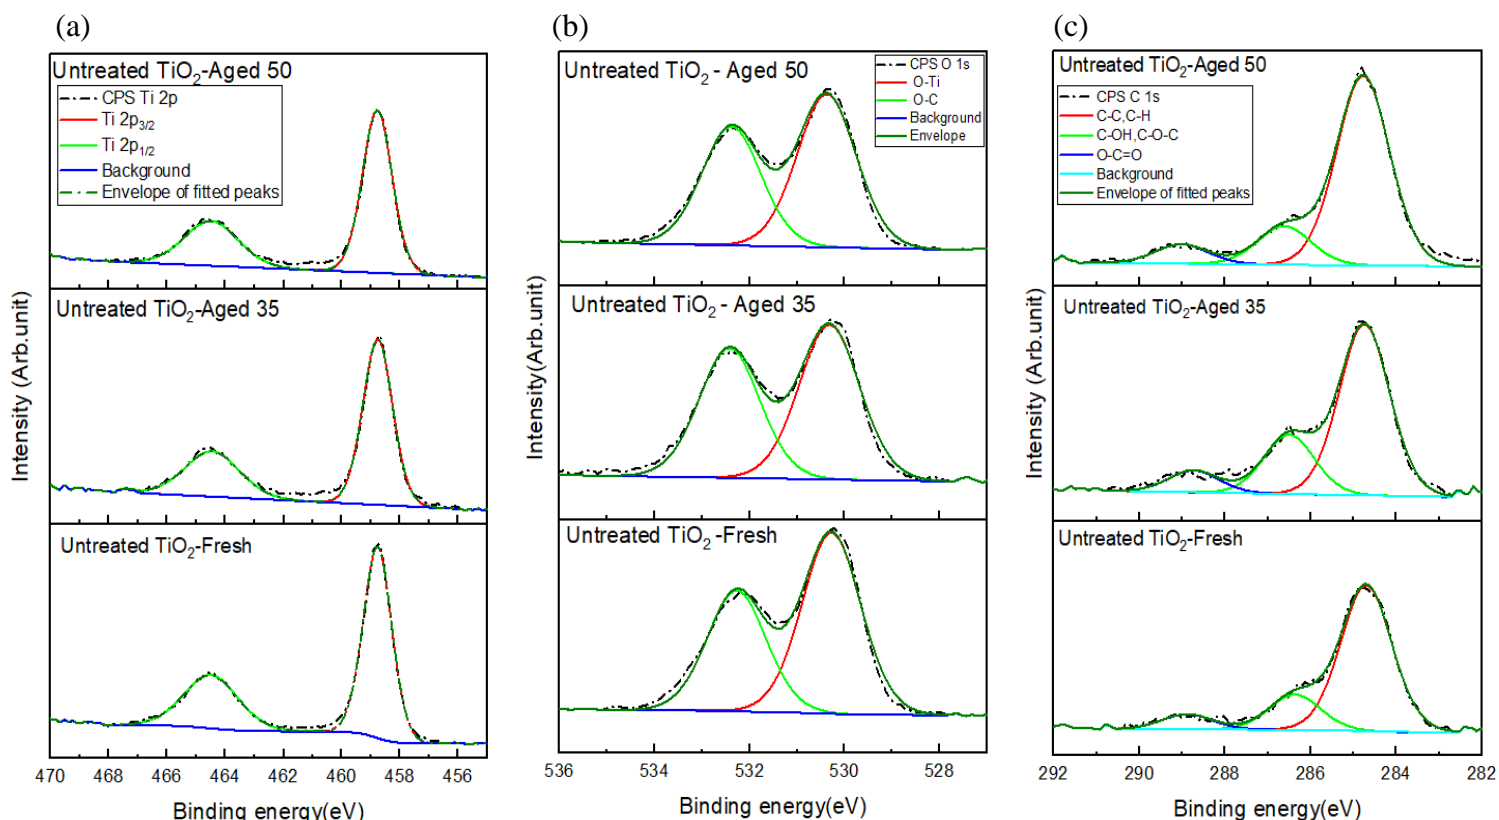 (a)
Untreated TiO2-Aged 50
CPS Ti 2p
Ti 2p3/2
Ti 2p1/2
Background
Envelope of fitted peaks
Untreated TiO2-Aged 35
Untreated TiO2-Fresh
Intensity (Arb.unit)
470 468 466 464 462 460 458 456
Binding energy(eV)
(b)
Untreated TiO2 - Aged 50
CPS O 1s
O-Ti
O-C
Background
Envelope
Untreated TiO2 - Aged 35
Untreated TiO2 -Fresh
Intensity(Arb.unit)
536 534 532 530 528
Binding energy(eV)
(c)
Untreated TiO2-Aged 50
CPS C 1s
C-C,C-H
C-OH,C-O-C
O-C=O
Background
Envelope of fitted peaks
Untreated TiO2-Aged 35
Untreated TiO2-Fresh
Intensity (Arb.unit)
292 290 288 286 284 282
Binding energy(eV)